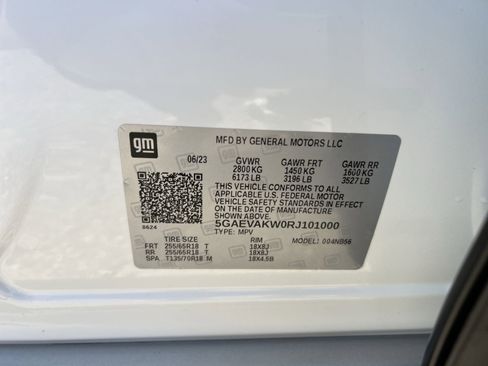 gm
MFD BY GENERAL MOTORS LLC
06/23 GVWR GAWR FRT GAWR RR
2800 KG 1450 KG 1600 KG
6173 LB 3196 LB 3527 LB
THIS VEHICLE CONFORMS TO ALL
APPLICABLE U.S. FEDERAL MOTOR
VEHICLE SAFETY STANDARDS IN EFFECT
ON THE DATE OF MANUFACTURE
SHOWN ABOVE.
5GAEVAKW0RJ101000
8624 TYPE: MPV MODEL: 004NB56
TIRE SIZE RIM
FRT 255/65R18 T 18X8J
RR 255/65R18 T 18X8J
SPA T135/70R18 M 18X4.5B